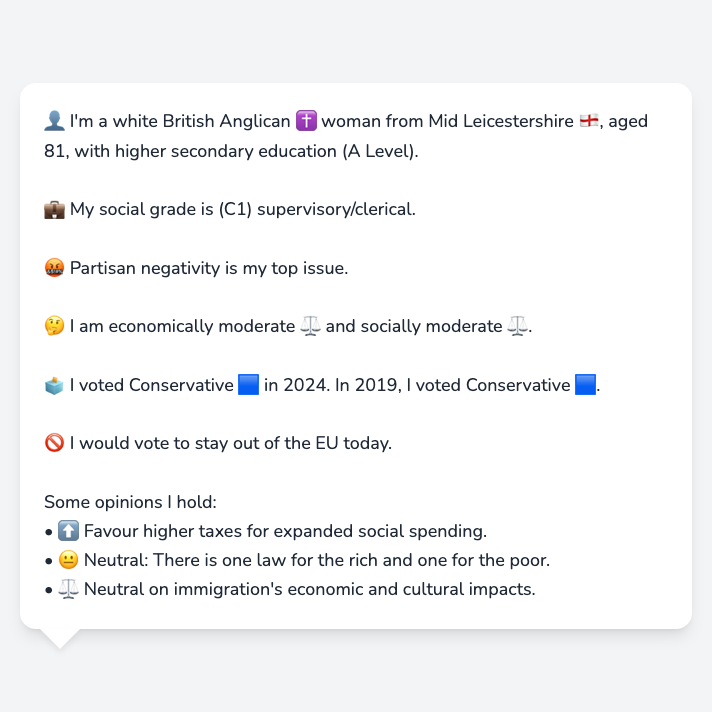 👤 I'm a white British Anglican ✝️ woman from Mid Leicestershire 🏴󠁧󠁢󠁥󠁮󠁧󠁿, aged
81, with higher secondary education (A Level).
💼 My social grade is (C1) supervisory/clerical.
🤬 Partisan negativity is my top issue.
🤔 I am economically moderate ⚖️ and socially moderate ⚖️.
🗳️ I voted Conservative 🟦 in 2024. In 2019, I voted Conservative 🟦.
🚫 I would vote to stay out of the EU today.
Some opinions I hold:
• ⬆️ Favour higher taxes for expanded social spending.
• 😐 Neutral: There is one law for the rich and one for the poor.
• ⚖️ Neutral on immigration's economic and cultural impacts.